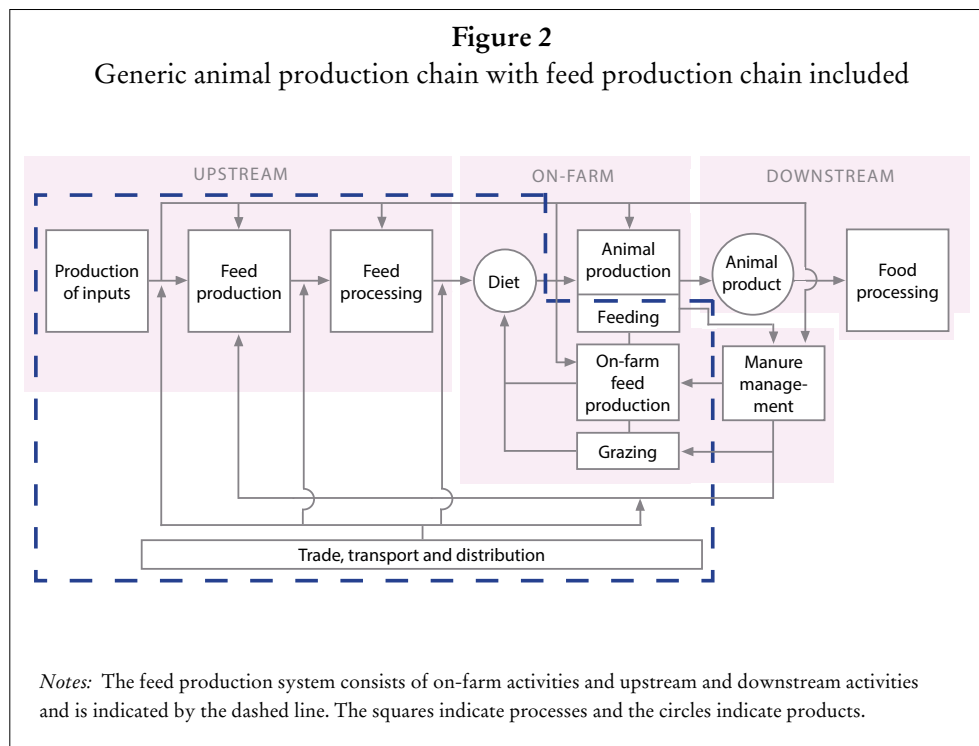 Figure 2
Generic animal production chain with feed production chain included
UPSTREAM
ON-FARM
DOWNSTREAM
Production
of inputs
Feed
production
Feed
processing
Diet
Animal
production
Feeding
On-farm
feed
production
Grazing
Animal
product
Food
processing
Manure
manage-
ment
Trade, transport and distribution
Notes: The feed production system consists of on-farm activities and upstream and downstream activities
and is indicated by the dashed line. The squares indicate processes and the circles indicate products.